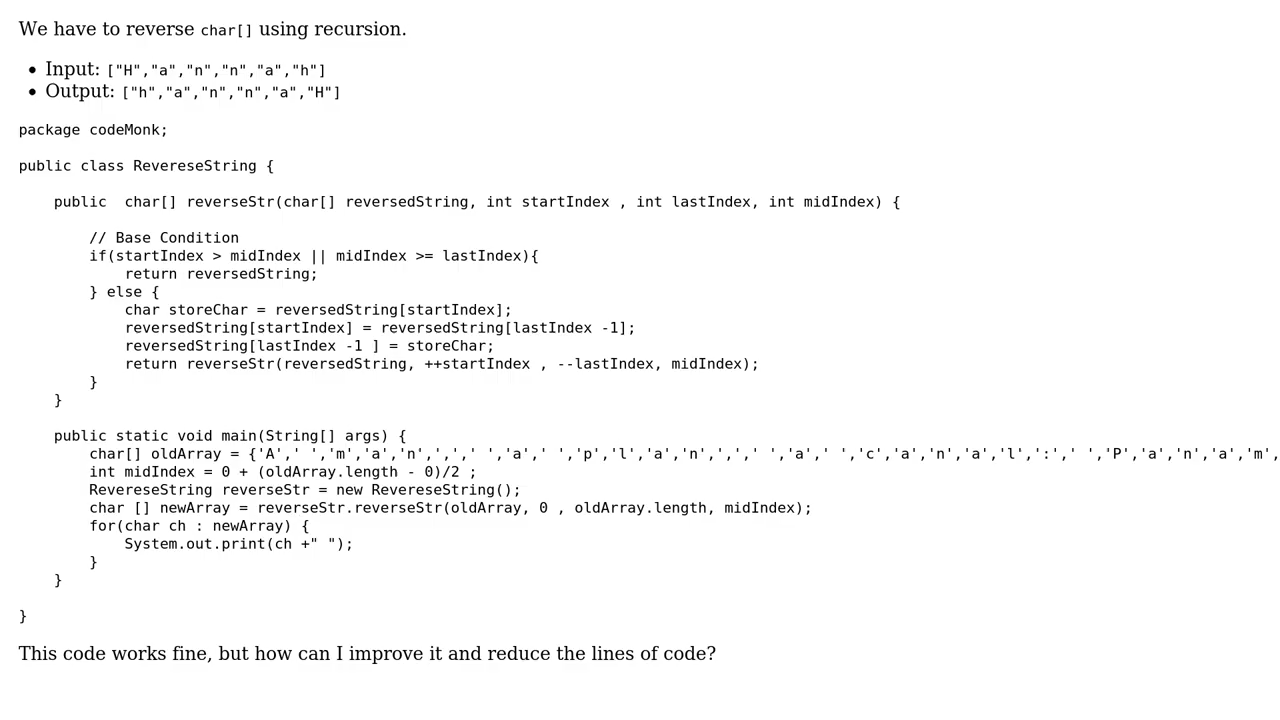 We have to reverse char[] using recursion.
• Input: ["H","a","n","n","a","h"]
• Output: ["h","a","n","n","a","H"]
package codeMonk;
public class RevereseString {
    public  char[] reverseStr(char[] reversedString, int startIndex , int lastIndex, int midIndex) {
        // Base Condition
        if(startIndex > midIndex || midIndex >= lastIndex){
            return reversedString;
        } else {
            char storeChar = reversedString[startIndex];
            reversedString[startIndex] = reversedString[lastIndex -1];
            reversedString[lastIndex -1 ] = storeChar;
            return reverseStr(reversedString, ++startIndex , --lastIndex, midIndex);
        }
    }
    public static void main(String[] args) {
        char[] oldArray = {'A',' ','m','a','n',',',' ','a',' ','p','l','a','n',',',' ','a',' ','c','a','n','a','l',':',' ','P','a','n','a','m',
        int midIndex = 0 + (oldArray.length - 0)/2 ;
        RevereseString reverseStr = new RevereseString();
        char [] newArray = reverseStr.reverseStr(oldArray, 0 , oldArray.length, midIndex);
        for(char ch : newArray) {
            System.out.print(ch +" ");
        }
    }
}
This code works fine, but how can I improve it and reduce the lines of code?